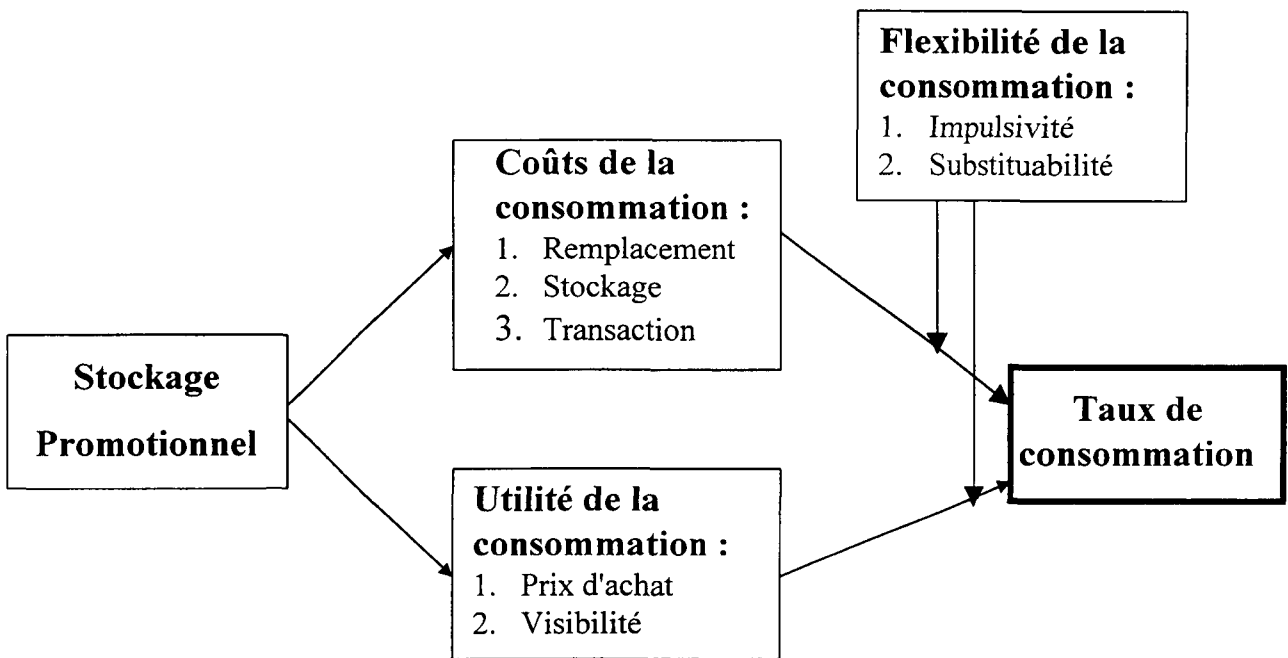 Flexibilité de la
consommation :
1. Impulsivité
2. Substituabilité
Coûts de la
consommation :
1. Remplacement
2. Stockage
3. Transaction
Stockage
Promotionnel
Taux de
consommation
Utilité de la
consommation :
1. Prix d'achat
2. Visibilité